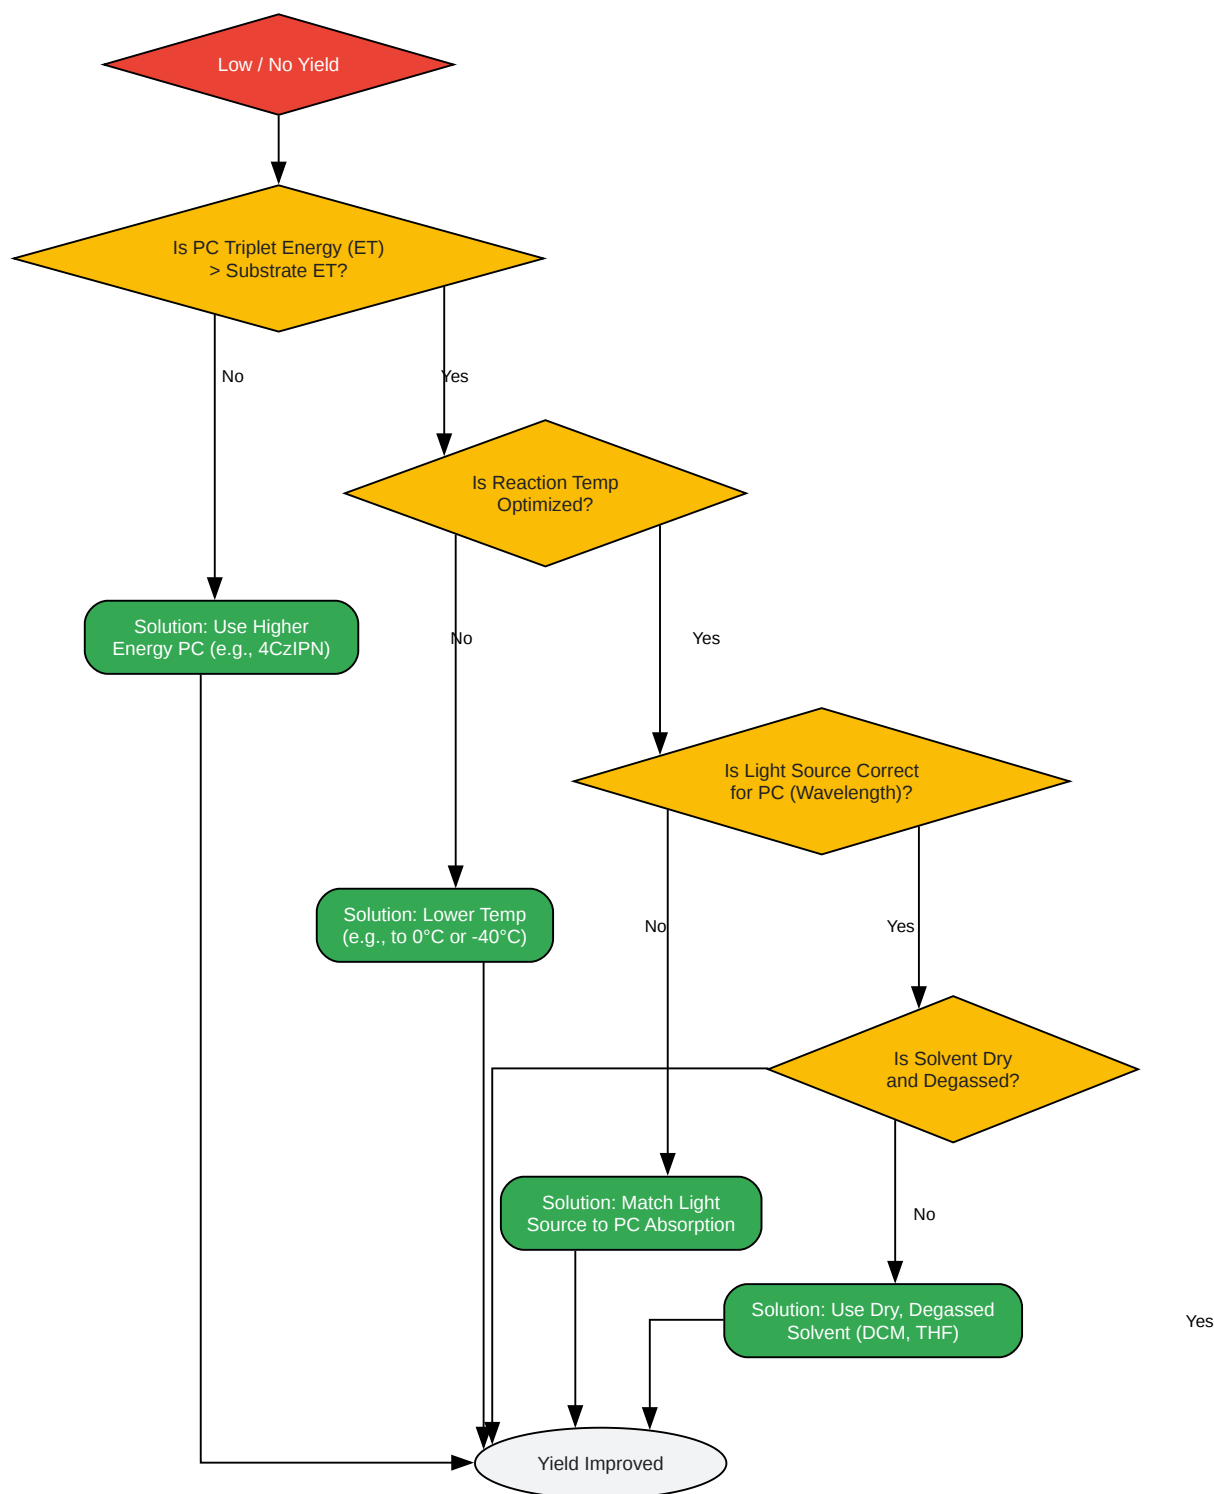 Low / No Yield
Is PC Triplet Energy (ET)
> Substrate ET?
No
Yes
Is Reaction Temp
Optimized?
Solution: Use Higher
Energy PC (e.g., 4CzIPN)
No
Yes
Is Light Source Correct
for PC (Wavelength)?
Solution: Lower Temp
(e.g., to 0°C or -40°C)
No
Yes
Is Solvent Dry
and Degassed?
Solution: Match Light
Source to PC Absorption
No
Solution: Use Dry, Degassed
Solvent (DCM, THF)
Yes
Yield Improved